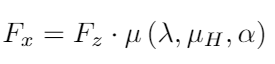 F_x = F_z · μ (λ, μ_H, α)